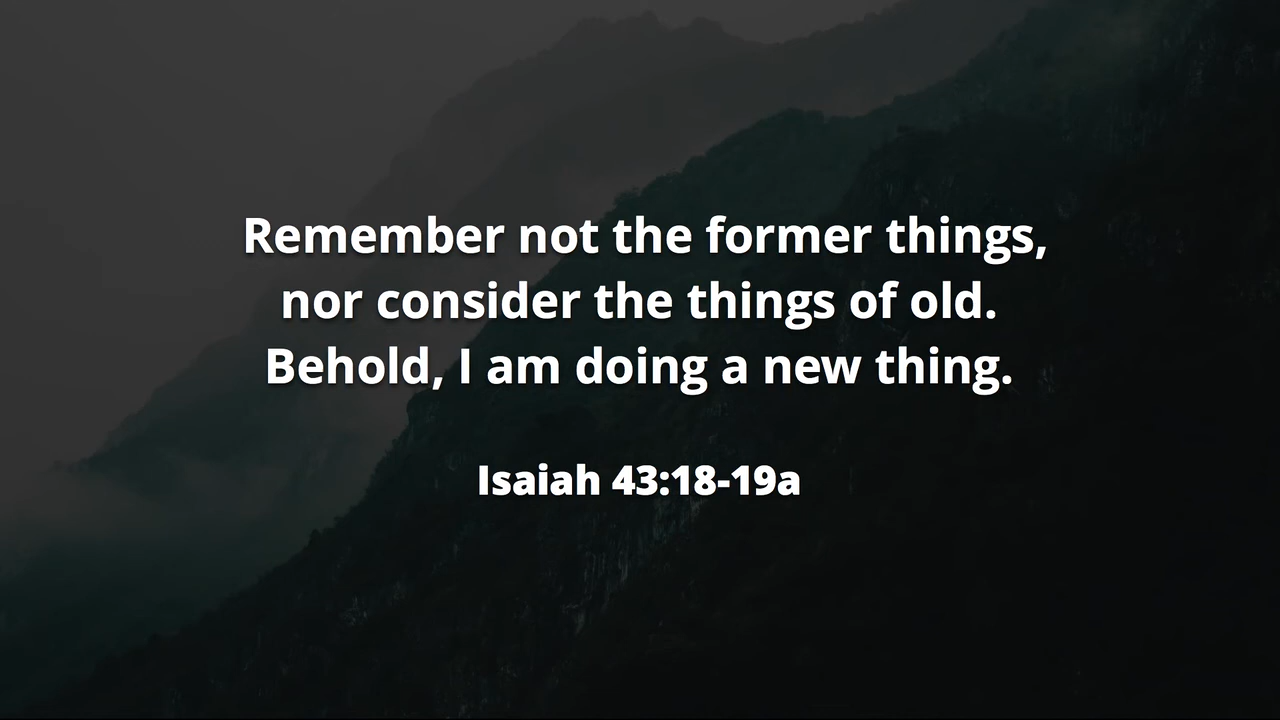 Remember not the former things,
nor consider the things of old.
Behold, I am doing a new thing.
Isaiah 43:18-19a